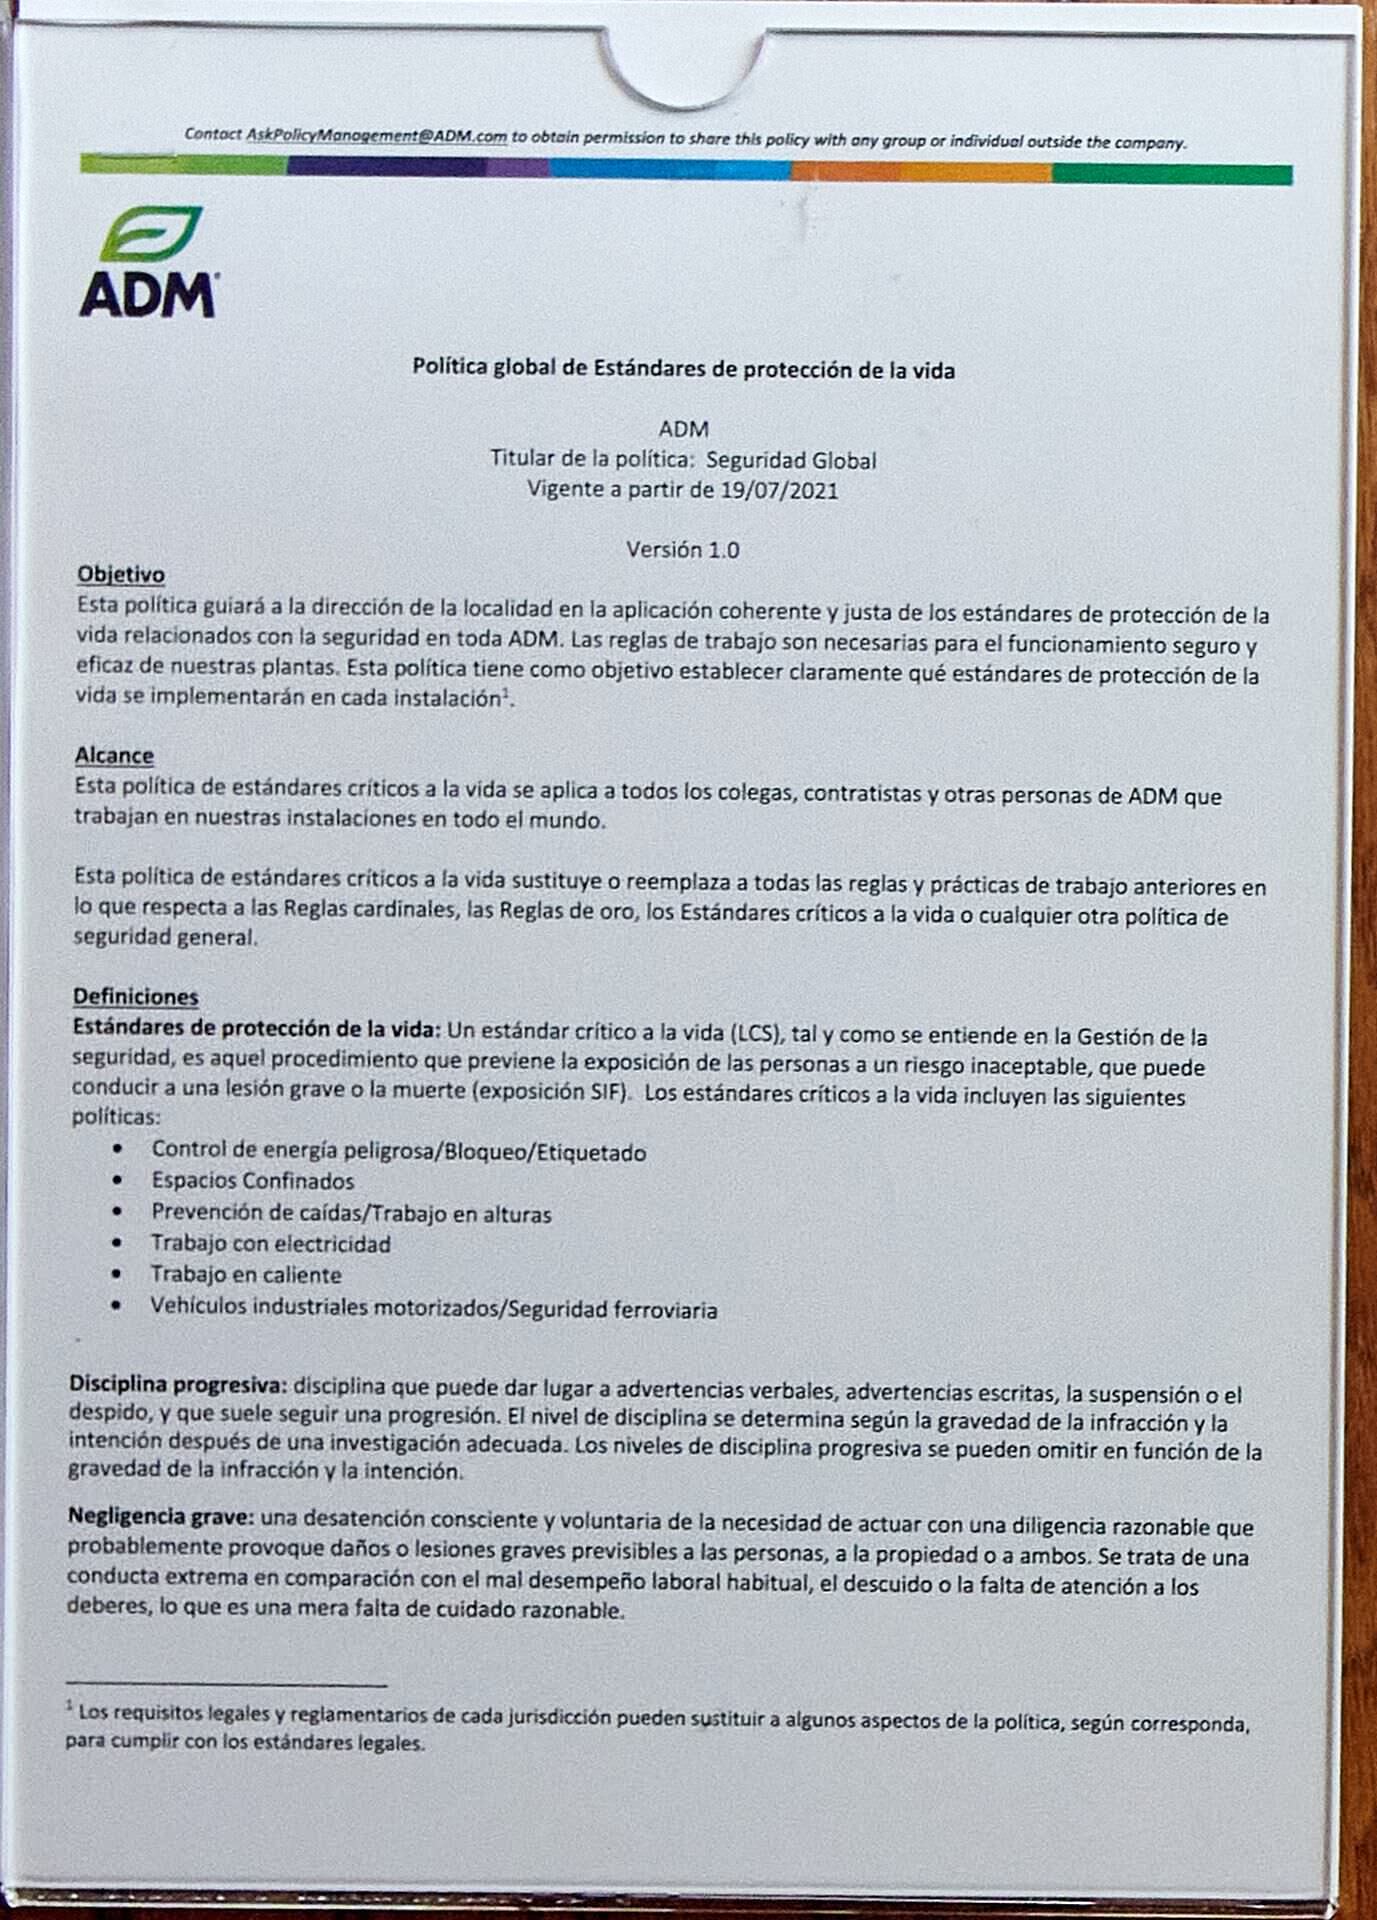 Contact AskPolicyManagement@ADM.com to obtain permission to share this policy with any group or individual outside the company.
ADM
Política global de Estándares de protección de la vida
ADM
Titular de la política: Seguridad Global
Vigente a partir de 19/07/2021
Versión 1.0
Objetivo
Esta política guiará a la dirección de la localidad en la aplicación coherente y justa de los estándares de protección de la
vida relacionados con la seguridad en toda ADM. Las reglas de trabajo son necesarias para el funcionamiento seguro y
eficaz de nuestras plantas. Esta política tiene como objetivo establecer claramente qué estándares de protección de la
vida se implementarán en cada instalación¹.
Alcance
Esta política de estándares críticos a la vida se aplica a todos los colegas, contratistas y otras personas de ADM que
trabajan en nuestras instalaciones en todo el mundo.
Esta política de estándares críticos a la vida sustituye o reemplaza a todas las reglas y prácticas de trabajo anteriores en
lo que respecta a las Reglas cardinales, las Reglas de oro, los Estándares críticos a la vida o cualquier otra política de
seguridad general.
Definiciones
Estándares de protección de la vida: Un estándar crítico a la vida (LCS), tal y como se entiende en la Gestión de la
seguridad, es aquel procedimiento que previene la exposición de las personas a un riesgo inaceptable, que puede
conducir a una lesión grave o la muerte (exposición SIF). Los estándares críticos a la vida incluyen las siguientes
políticas:
• Control de energía peligrosa/Bloqueo/Etiquetado
• Espacios Confinados
• Prevención de caídas/Trabajo en alturas
• Trabajo con electricidad
• Trabajo en caliente
• Vehículos industriales motorizados/Seguridad ferroviaria
Disciplina progresiva: disciplina que puede dar lugar a advertencias verbales, advertencias escritas, la suspensión o el
despido, y que suele seguir una progresión. El nivel de disciplina se determina según la gravedad de la infracción y la
intención después de una investigación adecuada. Los niveles de disciplina progresiva se pueden omitir en función de la
gravedad de la infracción y la intención.
Negligencia grave: una desatención consciente y voluntaria de la necesidad de actuar con una diligencia razonable que
probablemente provoque daños o lesiones graves previsibles a las personas, a la propiedad o a ambos. Se trata de una
conducta extrema en comparación con el mal desempeño laboral habitual, el descuido o la falta de atención a los
deberes, lo que es una mera falta de cuidado razonable.
¹ Los requisitos legales y reglamentarios de cada jurisdicción pueden sustituir a algunos aspectos de la política, según corresponda,
para cumplir con los estándares legales.